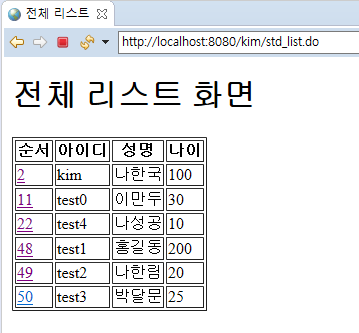 전체 리스트
http://localhost:8080/kim/std_list.do
전체 리스트 화면
순서 아이디 성명 나이
2 kim 나한국 100
11 test0 이만두 30
22 test4 나성공 10
48 test1 홍길동 200
49 test2 나한림 20
50 test3 박달문 25